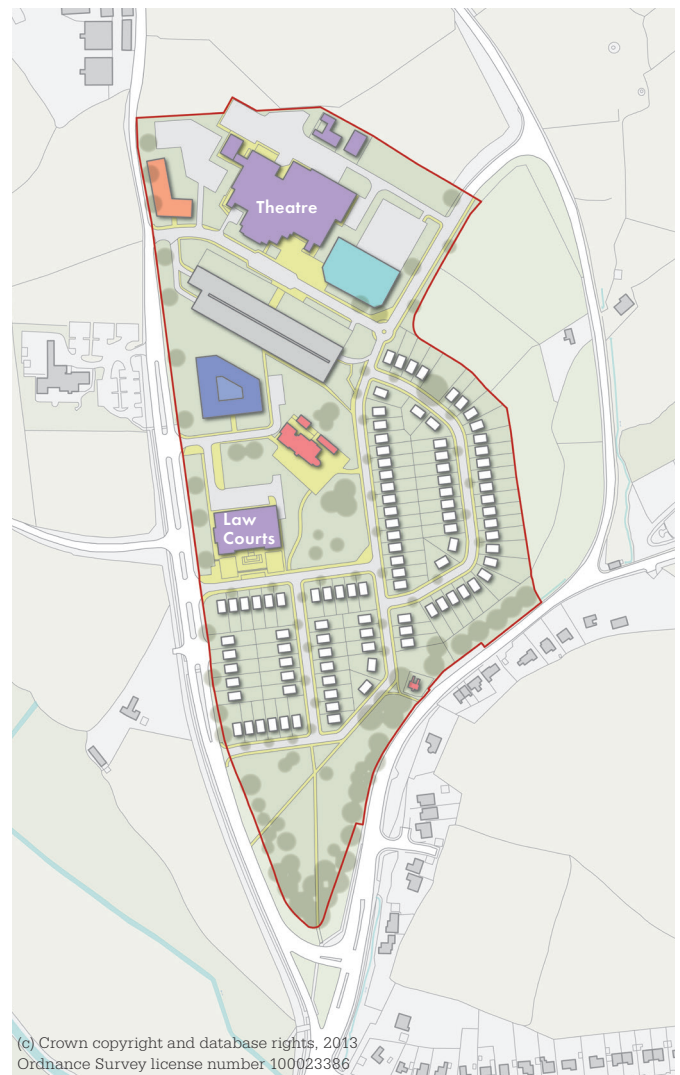 Theatre
Law
Courts
(c) Crown copyright and database rights, 2013
Ordnance Survey license number 100023386